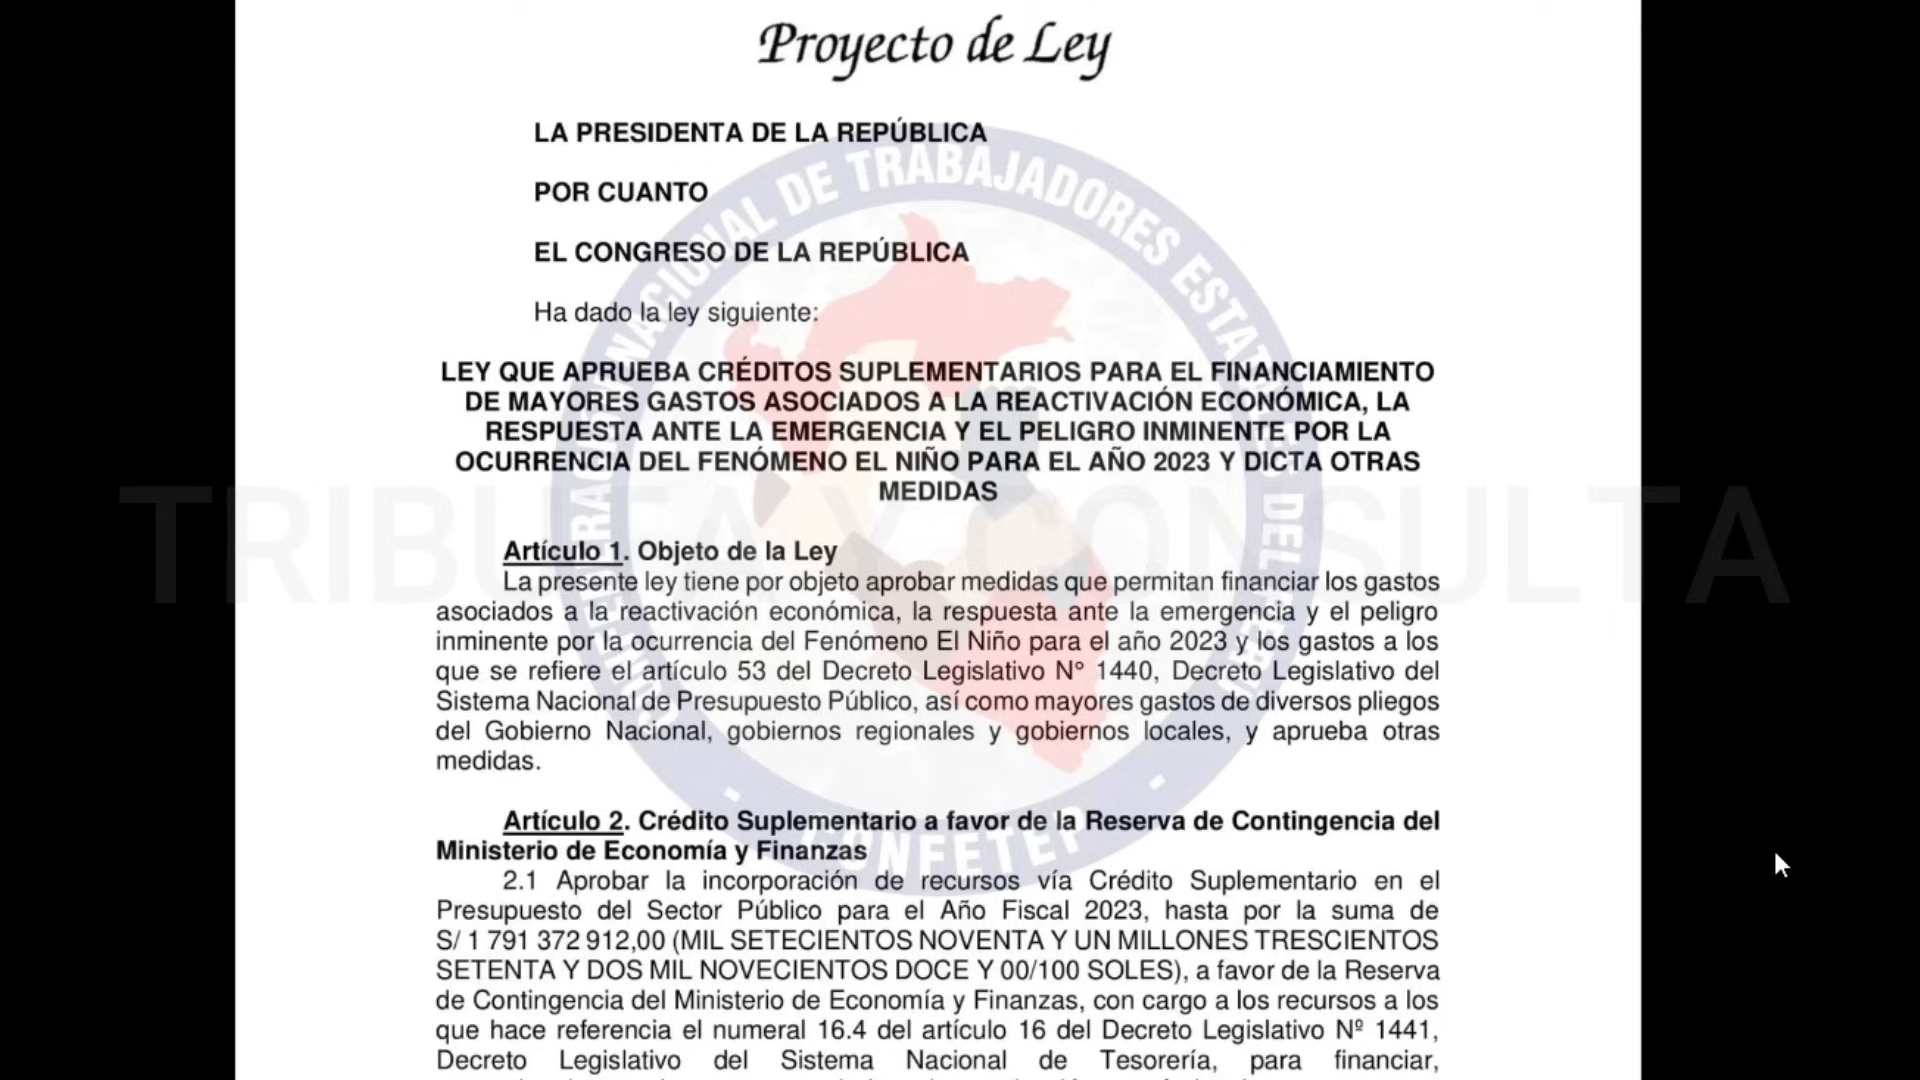 Proyecto de Ley
LA PRESIDENTA DE LA REPÚBLICA
POR CUANTO
EL CONGRESO DE LA REPÚBLICA
Ha dado la ley siguiente:
LEY QUE APRUEBA CRÉDITOS SUPLEMENTARIOS PARA EL FINANCIAMIENTO
DE MAYORES GASTOS ASOCIADOS A LA REACTIVACIÓN ECONÓMICA, LA
RESPUESTA ANTE LA EMERGENCIA Y EL PELIGRO INMINENTE POR LA
OCURRENCIA DEL FENÓMENO EL NIÑO PARA EL AÑO 2023 Y DICTA OTRAS
MEDIDAS
TRIBUTA Y CONSULTA
Artículo 1. Objeto de la Ley
La presente ley tiene por objeto aprobar medidas que permitan financiar los gastos
asociados a la reactivación económica, la respuesta ante la emergencia y el peligro
inminente por la ocurrencia del Fenómeno El Niño para el año 2023 y los gastos a los
que se refiere el artículo 53 del Decreto Legislativo N° 1440, Decreto Legislativo del
Sistema Nacional de Presupuesto Público, así como mayores gastos de diversos pliegos
del Gobierno Nacional, gobiernos regionales y gobiernos locales, y aprueba otras
medidas.
Artículo 2. Crédito Suplementario a favor de la Reserva de Contingencia del
Ministerio de Economía y Finanzas
2.1 Aprobar la incorporación de recursos vía Crédito Suplementario en el
Presupuesto del Sector Público para el Año Fiscal 2023, hasta por la suma de
S/ 1 791 372 912,00 (MIL SETECIENTOS NOVENTA Y UN MILLONES TRESCIENTOS
SETENTA Y DOS MIL NOVECIENTOS DOCE Y 00/100 SOLES), a favor de la Reserva
de Contingencia del Ministerio de Economía y Finanzas, con cargo a los recursos a los
que hace referencia el numeral 16.4 del artículo 16 del Decreto Legislativo Nº 1441,
Decreto Legislativo del Sistema Nacional de Tesorería, para financiar,
NACIONAL DE TRABAJADORES ESTATALES DEL
CONFETEP